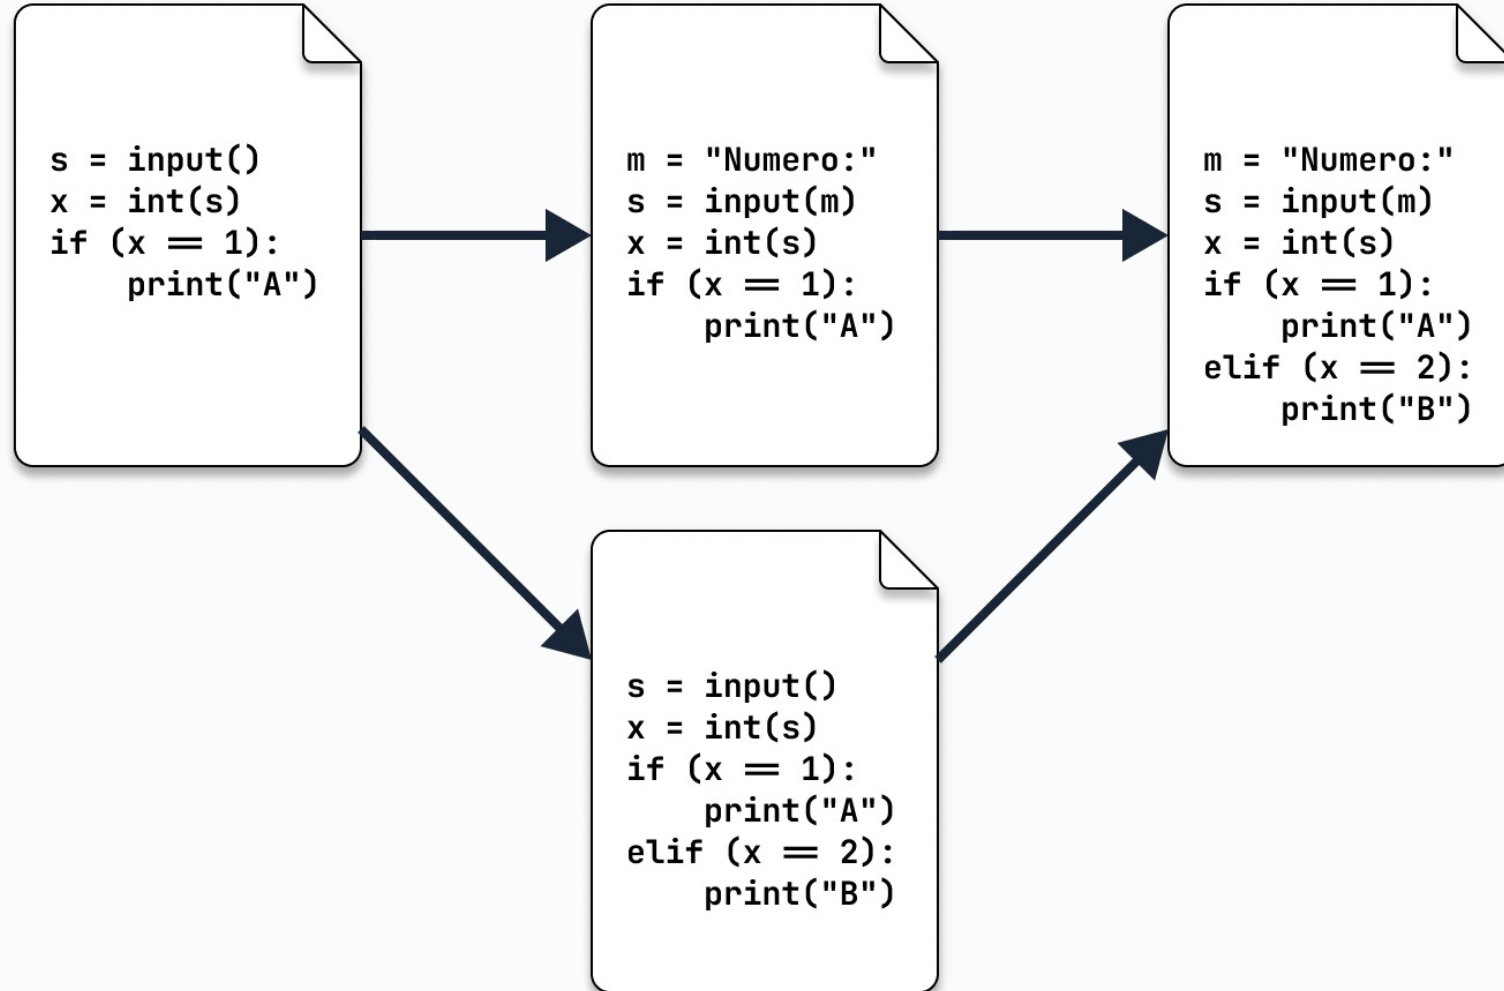 s = input()
x = int(s)
if (x == 1):
    print("A")
m = "Numero:"
s = input(m)
x = int(s)
if (x == 1):
    print("A")
m = "Numero:"
s = input(m)
x = int(s)
if (x == 1):
    print("A")
elif (x == 2):
    print("B")
s = input()
x = int(s)
if (x == 1):
    print("A")
elif (x == 2):
    print("B")